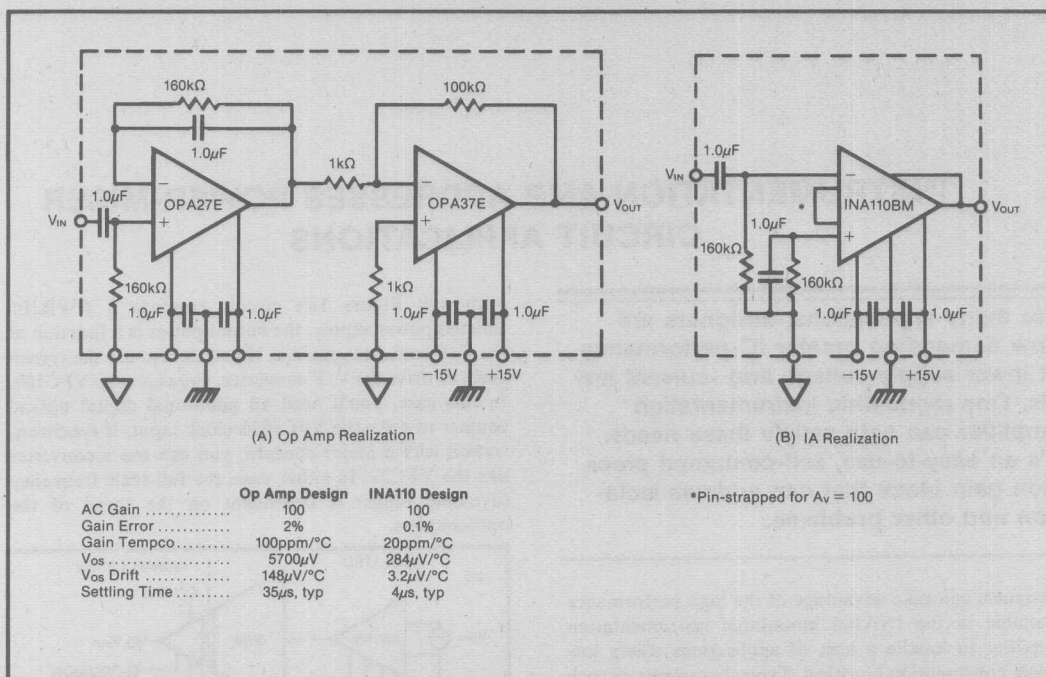 160kΩ
1.0µF
1.0µF
VIN
−
+
OPA27E
160kΩ
1.0µF
1.0µF
1kΩ
100kΩ
−
+
OPA37E
1kΩ
1.0µF
1.0µF
VOUT
−15V
+15V
(A) Op Amp Realization
1.0µF
VIN
−
*
+
INA110BM
VOUT
1.0µF
160kΩ
160kΩ
1.0µF
1.0µF
−15V
+15V
(B) IA Realization
*Pin-strapped for AV = 100
Op Amp Design INA110 Design
AC Gain .............. 100 100
Gain Error ........... 2% 0.1%
Gain Tempco ........ 100ppm/°C 20ppm/°C
VOS .................. 5700µV 284µV/°C
VOS Drift ............ 148µV/°C 3.2µV/°C
Settling Time ........ 35µs, typ 4µs, typ